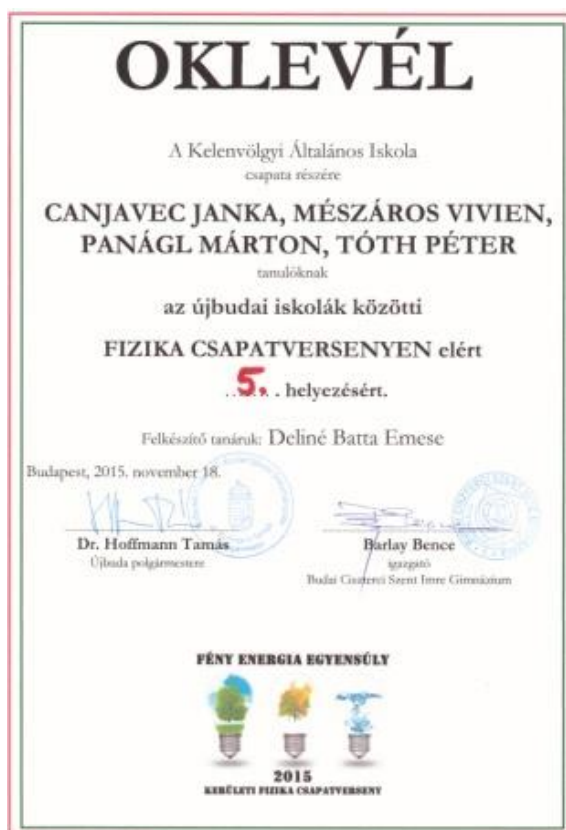 OKLEVÉL
A Kelenvölgyi Általános Iskola
csapata részére
CANJAVEC JANKA, MÉSZÁROS VIVIEN,
PANÁGL MÁRTON, TÓTH PÉTER
tanulóknak
az újbudai iskolák közötti
FIZIKA CSAPATVERSENYEN elért
..5.. . helyezésért.
Felkészítő tanáruk: Deliné Batta Emese
Budapest, 2015. november 18.
Dr. Hoffmann Tamás
Újbuda polgármestere
Barlay Bence
igazgató
Budai Ciszterci Szent Imre Gimnázium
FÉNY ENERGIA EGYENSÚLY
2015
KERÜLETI FIZIKA CSAPATVERSENY